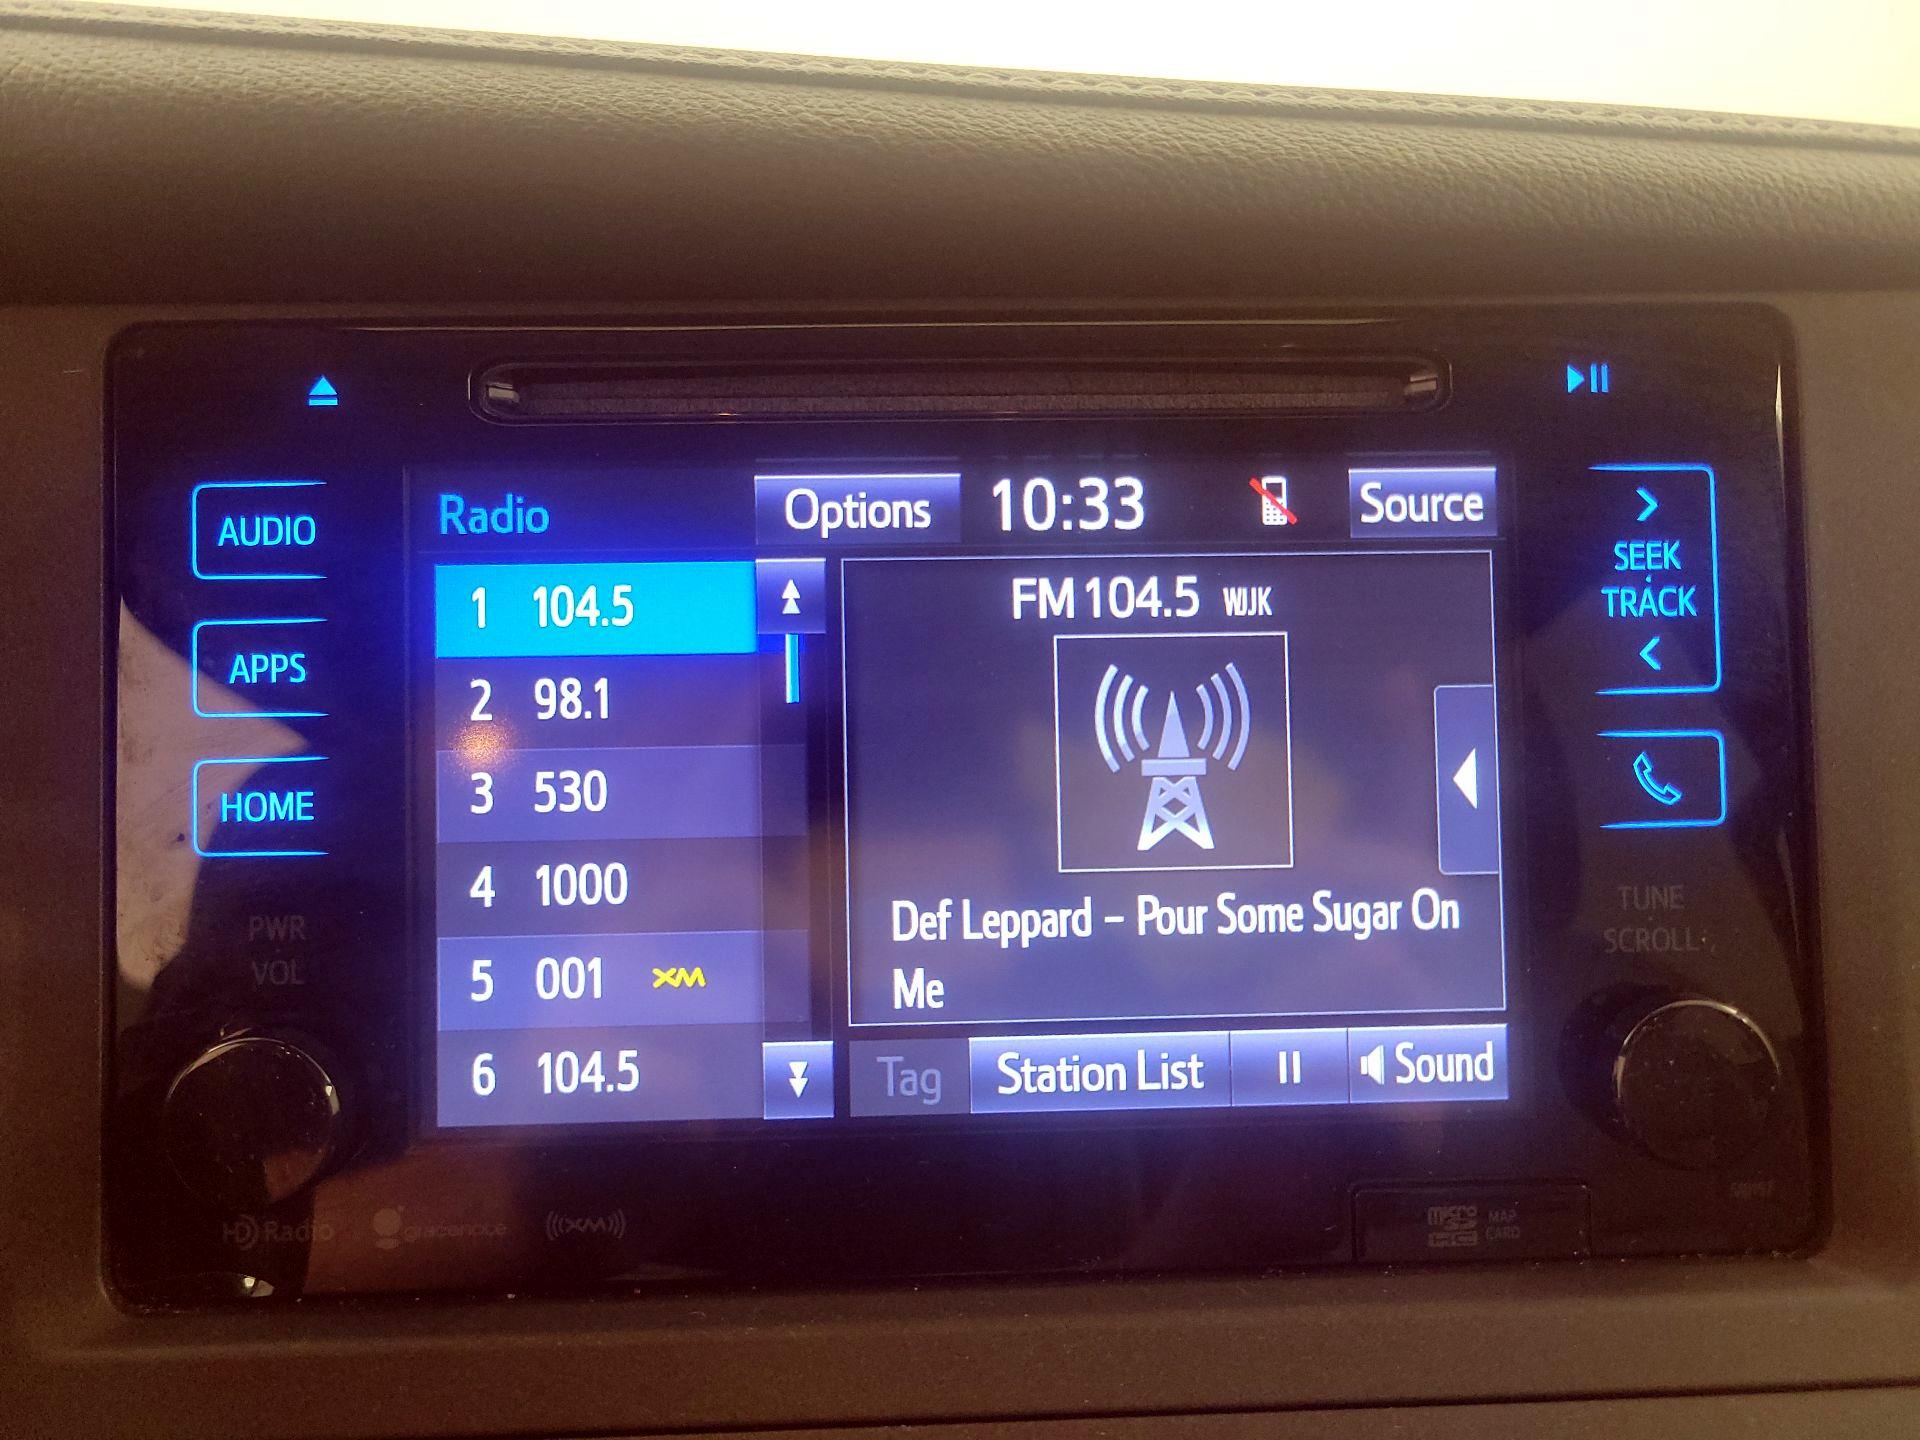 Radio
Options
10:33
Source
AUDIO
APPS
HOME
PWR
VOL
1 104.5
2 98.1
3 530
4 1000
5 001 XM
6 104.5
FM 104.5 WJJK
Def Leppard – Pour Some Sugar On
Me
Tag
Station List
Sound
SEEK
TRACK
TUNE
SCROLL
HD Radio
gracenote
((XM))
micro
SD
HC
MAP
CARD